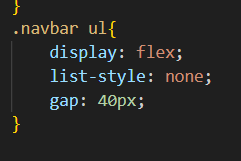 }
.navbar ul{
    display: flex;
    list-style: none;
    gap: 40px;
}